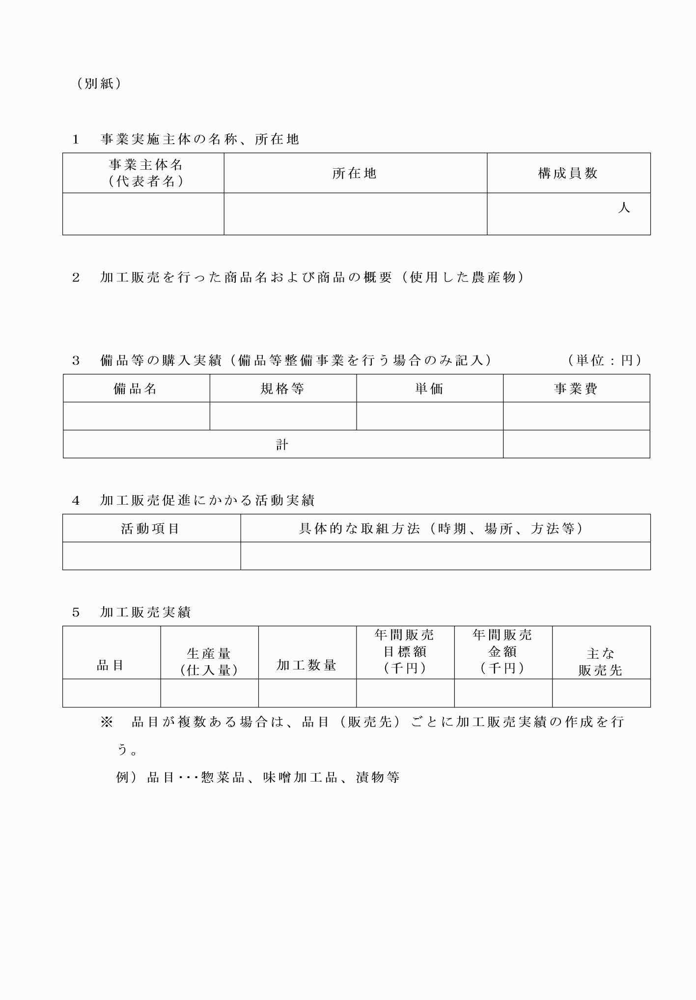 （別紙）
１　事業実施主体の名称、所在地
事業主体名
（代表者名）
所在地
構成員数
人
２　加工販売を行った商品名および商品の概要（使用した農産物）
３　備品等の購入実績（備品等整備事業を行う場合のみ記入）　　　　（単位：円）
備品名
規格等
単価
事業費
計
４　加工販売促進にかかる活動実績
活動項目
具体的な取組方法（時期、場所、方法等）
５　加工販売実績
品目
生産量
（仕入量）
加工数量
年間販売
目標額
（千円）
年間販売
金額
（千円）
主な
販売先
※　品目が複数ある場合は、品目（販売先）ごとに加工販売実績の作成を行
う。
例）品目･･･惣菜品、味噌加工品、漬物等